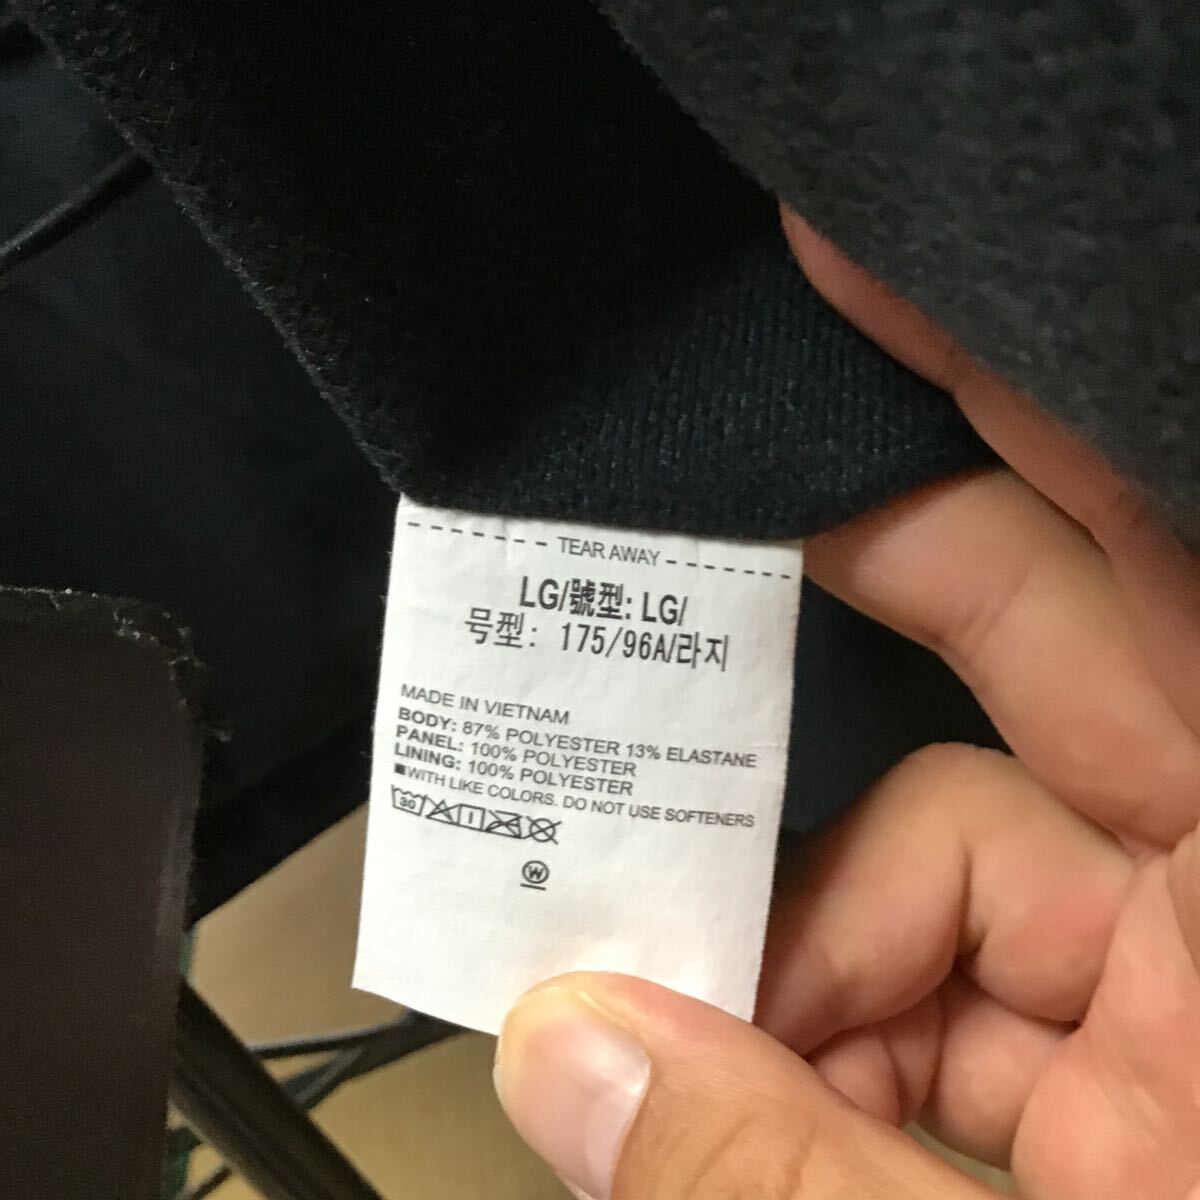 TEAR AWAY
LG/號型: LG/
号型: 175/96A/라지
MADE IN VIETNAM
BODY: 87% POLYESTER 13% ELASTANE
PANEL: 100% POLYESTER
LINING: 100% POLYESTER
■WITH LIKE COLORS. DO NOT USE SOFTENERS
30
W